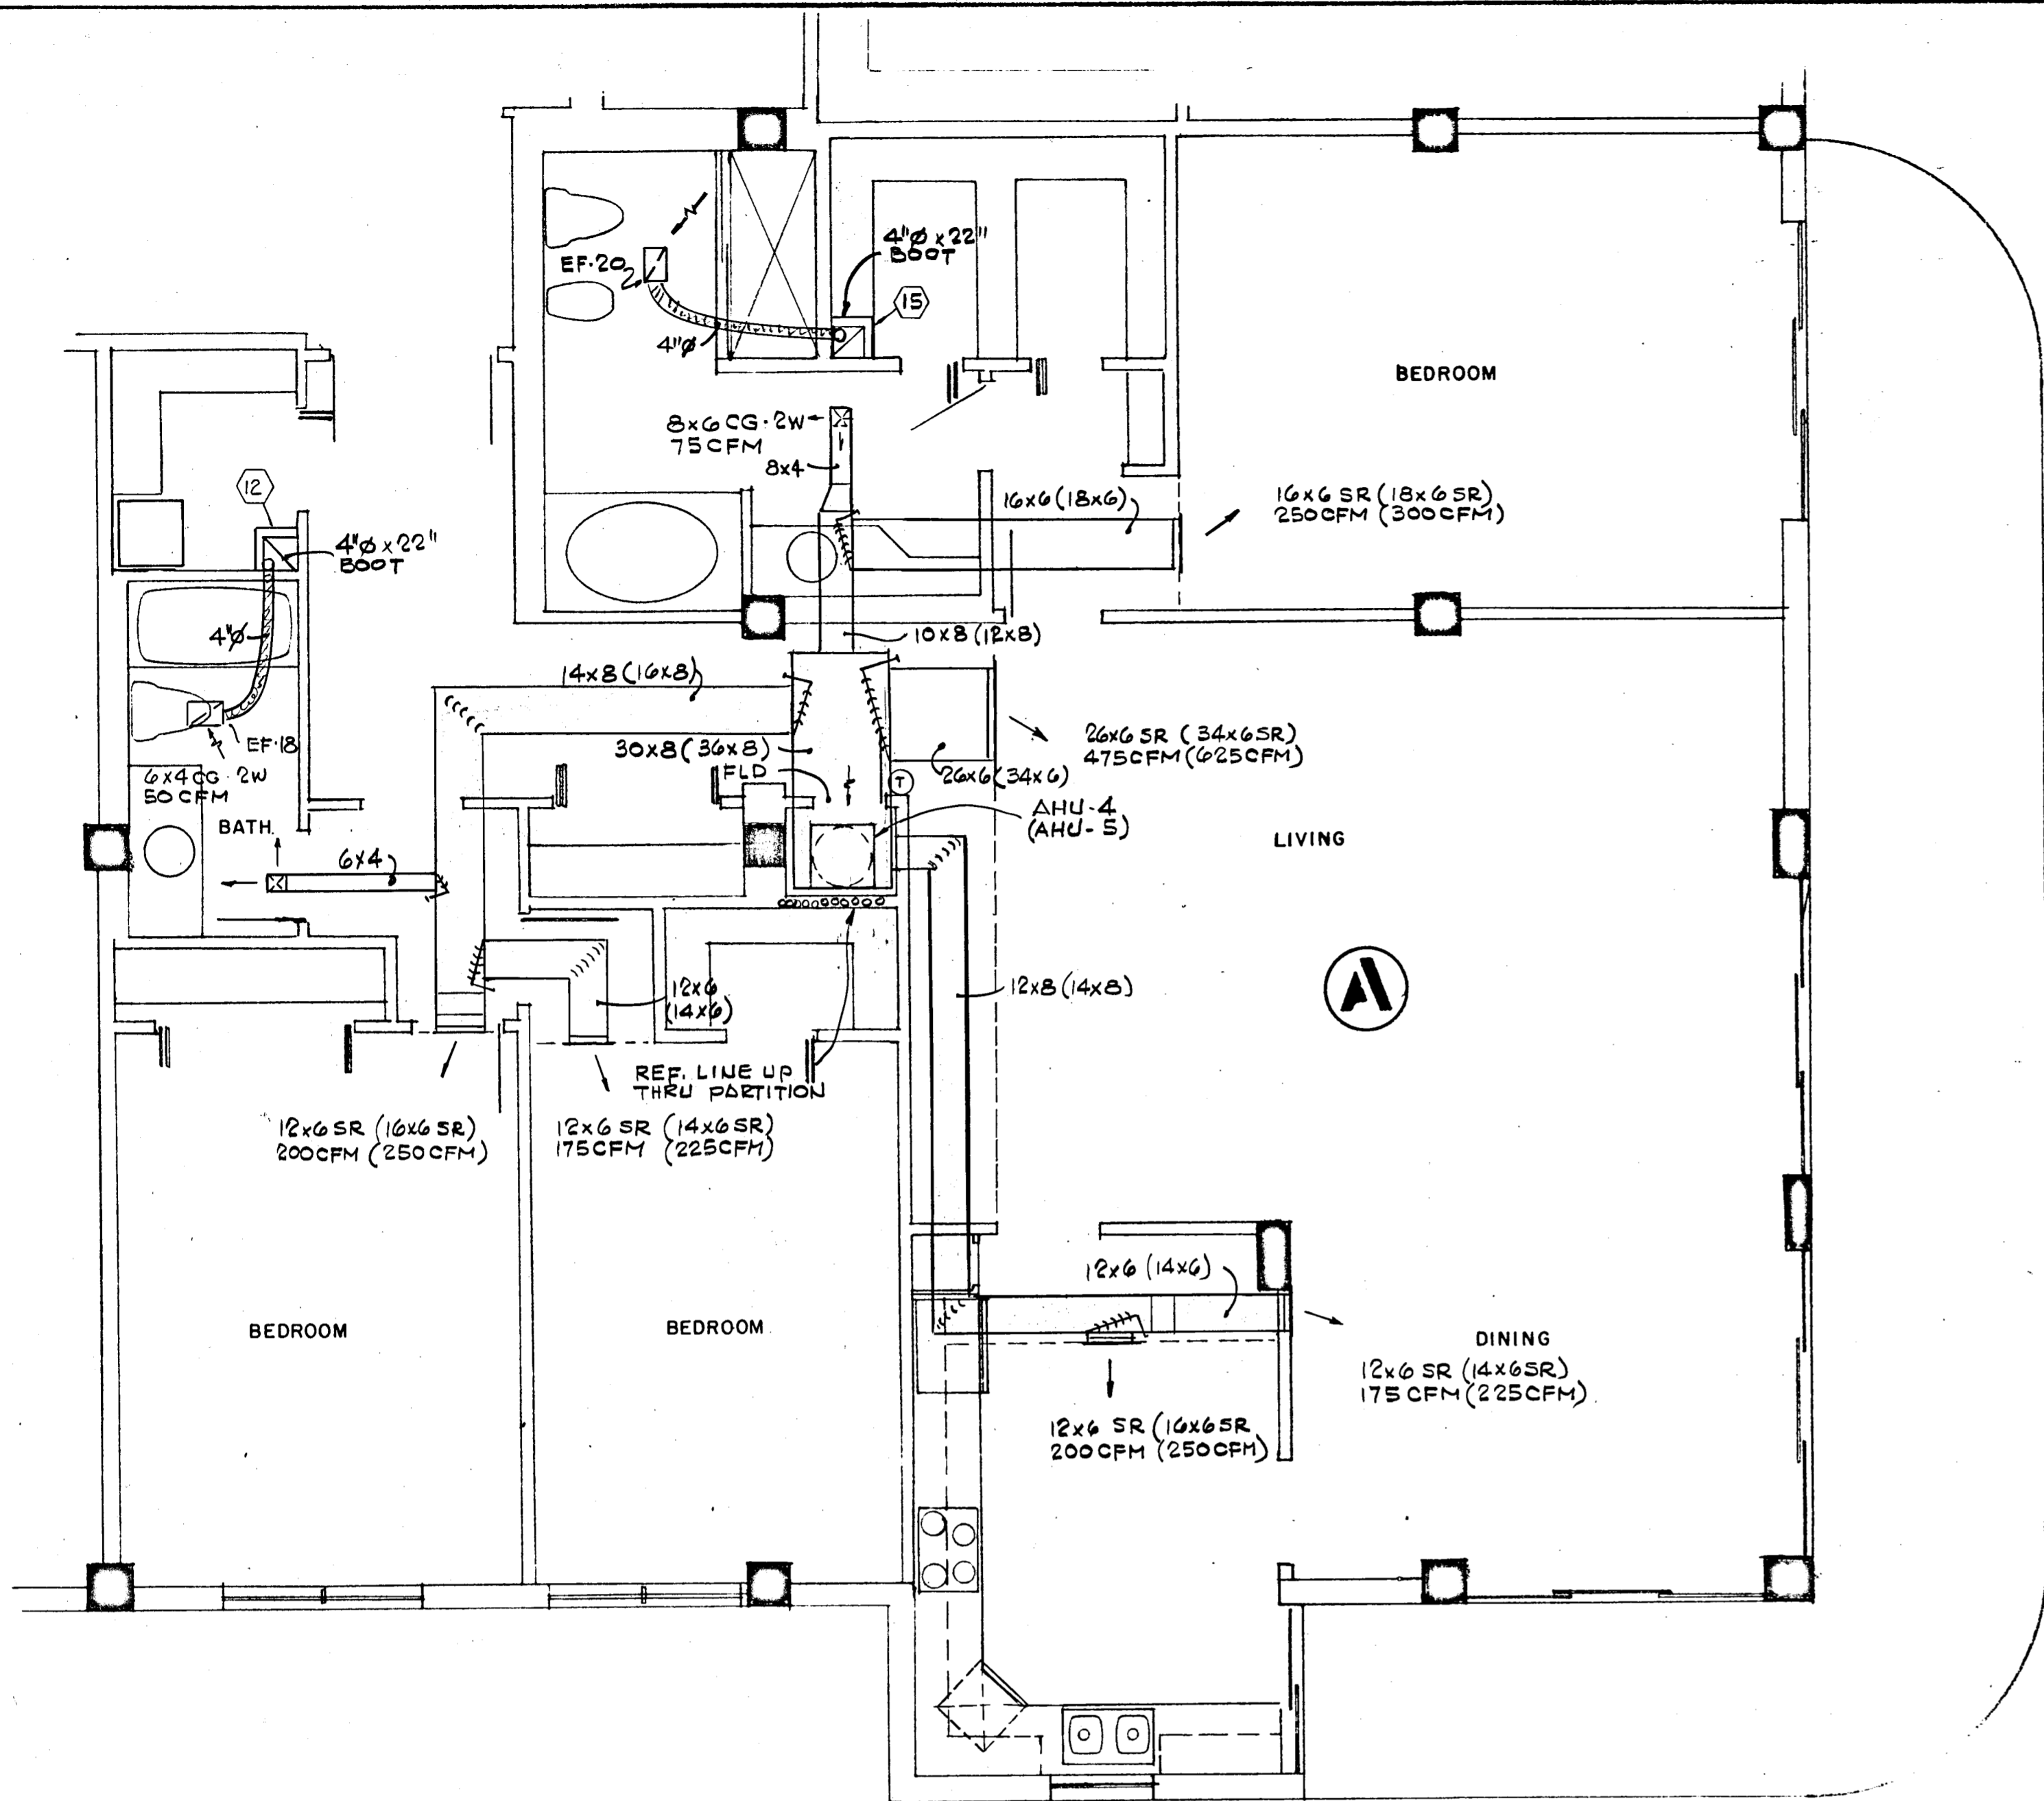 4"Ø x 22"
BOOT
EF-20
15
4"Ø
BEDROOM
8x6 CG-2W
75 CFM
8x4
16x6 (18x6)
16x6 SR (18x6 SR)
250 CFM (300 CFM)
12
4"Ø x 22"
BOOT
4"Ø
10x8 (12x8)
14x8 (16x8)
EF-18
30x8 (36x8)
FLD
26x6 SR (34x6 SR)
475 CFM (625 CFM)
26x6 (34x6)
T
6x4 CG-2W
50 CFM
AHU-4
(AHU-5)
BATH.
LIVING
6x4
12x6
(14x6)
12x8 (14x8)
A
REF. LINE UP
THRU PARTITION
12x6 SR (16x6 SR)
200 CFM (250 CFM)
12x6 SR (14x6 SR)
175 CFM (225 CFM)
12x6 (14x6)
BEDROOM
BEDROOM
DINING
12x6 SR (14x6 SR)
175 CFM (225 CFM)
12x6 SR (16x6 SR
200 CFM (250 CFM)